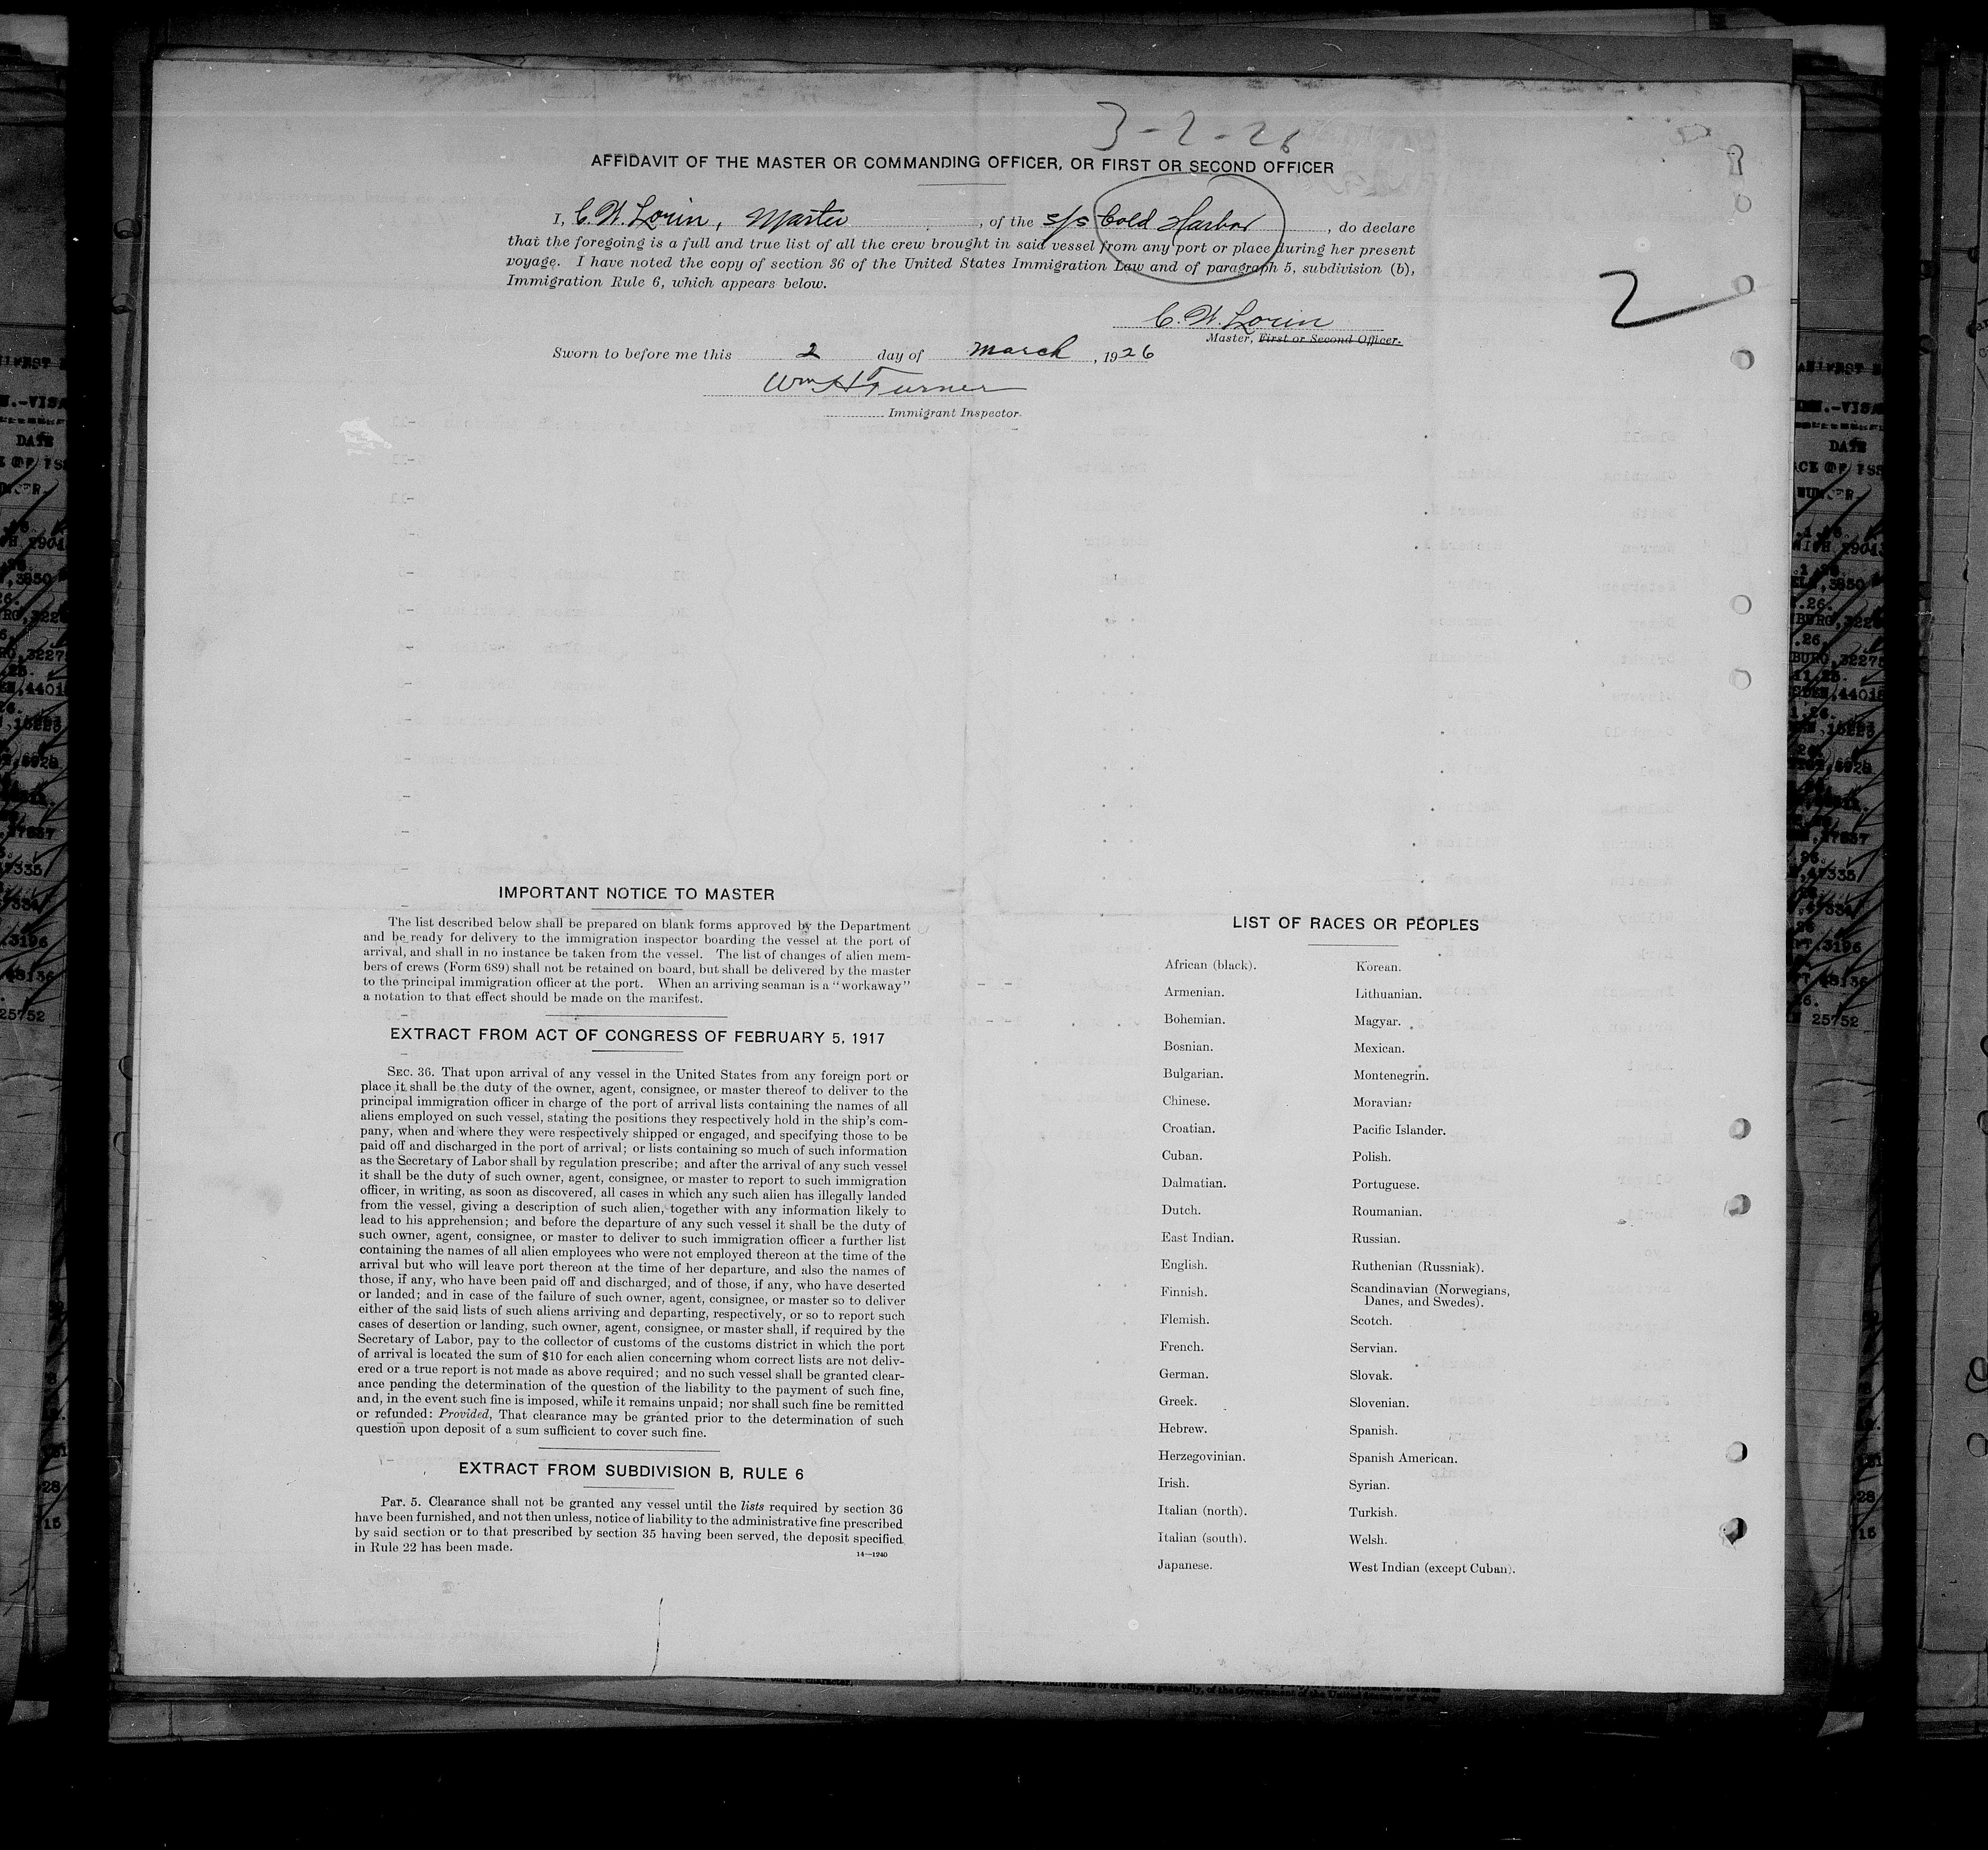 3-2-26
AFFIDAVIT OF THE MASTER OR COMMANDING OFFICER, OR FIRST OR SECOND OFFICER
I, C. W. Lorin, Master, of the s/s Cold Harbor, do declare
that the foregoing is a full and true list of all the crew brought in said vessel from any port or place during her present
voyage. I have noted the copy of section 36 of the United States Immigration Law and of paragraph 5, subdivision (b),
Immigration Rule 6, which appears below.
2
C. W. Lorin
Master, First or Second Officer.
Sworn to before me this 2 day of March, 1926
Wm H Turner
Immigrant Inspector.
IMPORTANT NOTICE TO MASTER
The list described below shall be prepared on blank forms approved by the Department
and be ready for delivery to the immigration inspector boarding the vessel at the port of
arrival, and shall in no instance be taken from the vessel. The list of changes of alien mem-
bers of crews (Form 689) shall not be retained on board, but shall be delivered by the master
to the principal immigration officer at the port. When an arriving seaman is a "workaway"
a notation to that effect should be made on the manifest.
EXTRACT FROM ACT OF CONGRESS OF FEBRUARY 5, 1917
SEC. 36. That upon arrival of any vessel in the United States from any foreign port or
place it shall be the duty of the owner, agent, consignee, or master thereof to deliver to the
principal immigration officer in charge of the port of arrival lists containing the names of all
aliens employed on such vessel, stating the positions they respectively hold in the ship's com-
pany, when and where they were respectively shipped or engaged, and specifying those to be
paid off and discharged in the port of arrival; or lists containing so much of such information
as the Secretary of Labor shall by regulation prescribe; and after the arrival of any such vessel
it shall be the duty of such owner, agent, consignee, or master to report to such immigration
officer, in writing, as soon as discovered, all cases in which any such alien has illegally landed
from the vessel, giving a description of such alien, together with any information likely to
lead to his apprehension; and before the departure of any such vessel it shall be the duty of
such owner, agent, consignee, or master to deliver to such immigration officer a further list
containing the names of all alien employees who were not employed thereon at the time of the
arrival but who will leave port thereon at the time of her departure, and also the names of
those, if any, who have been paid off and discharged, and of those, if any, who have deserted
or landed; and in case of the failure of such owner, agent, consignee, or master so to deliver
either of the said lists of such aliens arriving and departing, respectively, or so to report such
cases of desertion or landing, such owner, agent, consignee, or master shall, if required by the
Secretary of Labor, pay to the collector of customs of the customs district in which the port
of arrival is located the sum of $10 for each alien concerning whom correct lists are not deliv-
ered or a true report is not made as above required; and no such vessel shall be granted clear-
ance pending the determination of the question of the liability to the payment of such fine,
and, in the event such fine is imposed, while it remains unpaid; nor shall such fine be remitted
or refunded: Provided, That clearance may be granted prior to the determination of such
question upon deposit of a sum sufficient to cover such fine.
EXTRACT FROM SUBDIVISION B, RULE 6
Par. 5. Clearance shall not be granted any vessel until the lists required by section 36
have been furnished, and not then unless, notice of liability to the administrative fine prescribed
by said section or to that prescribed by section 35 having been served, the deposit specified
in Rule 22 has been made.
14—1240
LIST OF RACES OR PEOPLES
African (black).
Armenian.
Bohemian.
Bosnian.
Bulgarian.
Chinese.
Croatian.
Cuban.
Dalmatian.
Dutch.
East Indian.
English.
Finnish.
Flemish.
French.
German.
Greek.
Hebrew.
Herzegovinian.
Irish.
Italian (north).
Italian (south).
Japanese.
Korean.
Lithuanian.
Magyar.
Mexican.
Montenegrin.
Moravian.
Pacific Islander.
Polish.
Portuguese.
Roumanian.
Russian.
Ruthenian (Russniak).
Scandinavian (Norwegians,
Danes, and Swedes).
Scotch.
Servian.
Slovak.
Slovenian.
Spanish.
Spanish American.
Syrian.
Turkish.
Welsh.
West Indian (except Cuban).